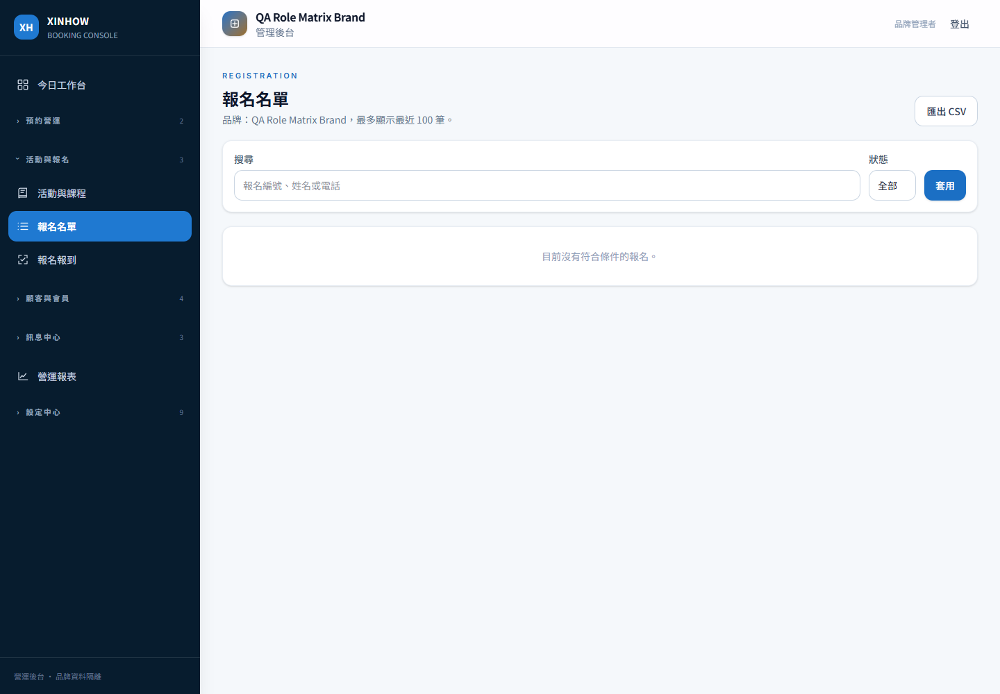 XH
XINHOW
BOOKING CONSOLE
今日工作台
預約營運 2
活動與報名 3
活動與課程
報名名單
報名報到
顧客與會員 4
訊息中心 3
營運報表
設定中心 9
營運後台 · 品牌資料隔離
QA Role Matrix Brand
管理後台
品牌管理者
登出
REGISTRATION
報名名單
品牌：QA Role Matrix Brand，最多顯示最近 100 筆。
匯出 CSV
搜尋
報名編號、姓名或電話
狀態
全部
套用
目前沒有符合條件的報名。